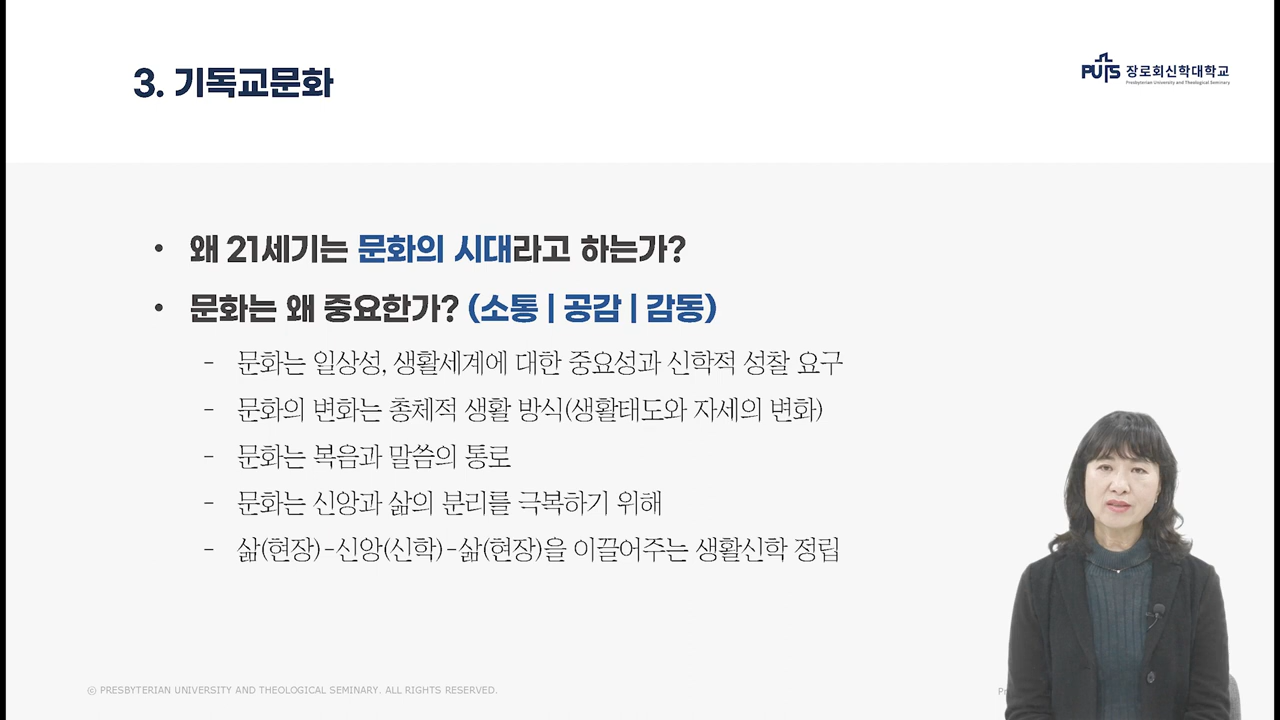 3. 기독교문화
PUTS 장로회신학대학교
Presbyterian University and Theological Seminary
• 왜 21세기는 문화의 시대라고 하는가?
• 문화는 왜 중요한가? (소통 | 공감 | 감동)
- 문화는 일상성, 생활세계에 대한 중요성과 신학적 성찰 요구
- 문화의 변화는 총체적 생활 방식(생활태도와 자세의 변화)
- 문화는 복음과 말씀의 통로
- 문화는 신앙과 삶의 분리를 극복하기 위해
- 삶(현장)-신앙(신학)-삶(현장)을 이끌어주는 생활신학 정립
ⓒ PRESBYTERIAN UNIVERSITY AND THEOLOGICAL SEMINARY. ALL RIGHTS RESERVED.